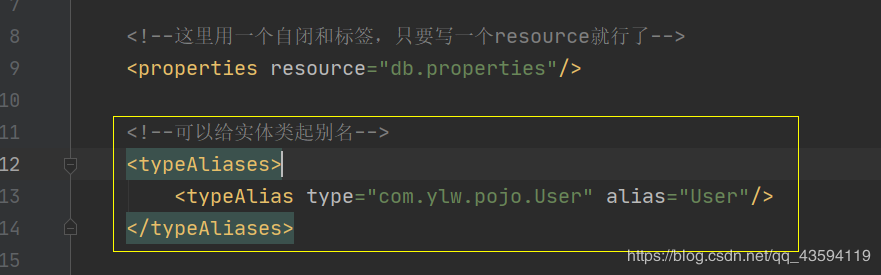 7
8 <!--这里用一个自闭和标签，只要写一个resource就行了-->
9 <properties resource="db.properties"/>
10
11 <!--可以给实体类起别名-->
12 <typeAliases>
13 <typeAlias type="com.ylw.pojo.User" alias="User"/>
14 </typeAliases>
15
https://blog.csdn.net/qq_43594119